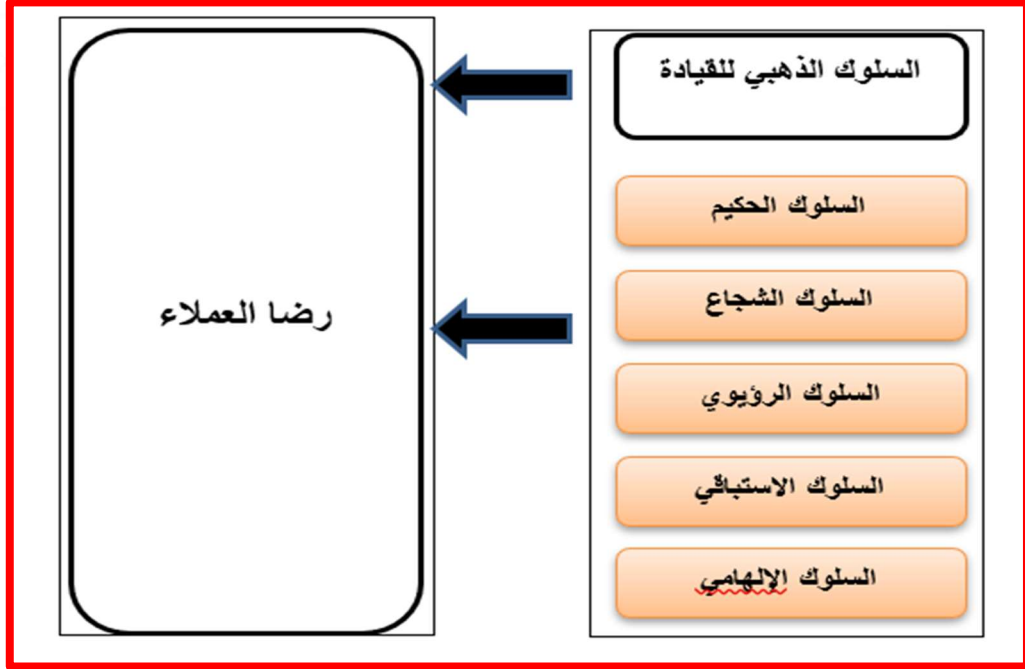 السلوك الذهبي للقيادة
السلوك الحكيم
السلوك الشجاع
السلوك الرؤيوي
السلوك الاستباقي
السلوك الإلهامي
رضا العملاء